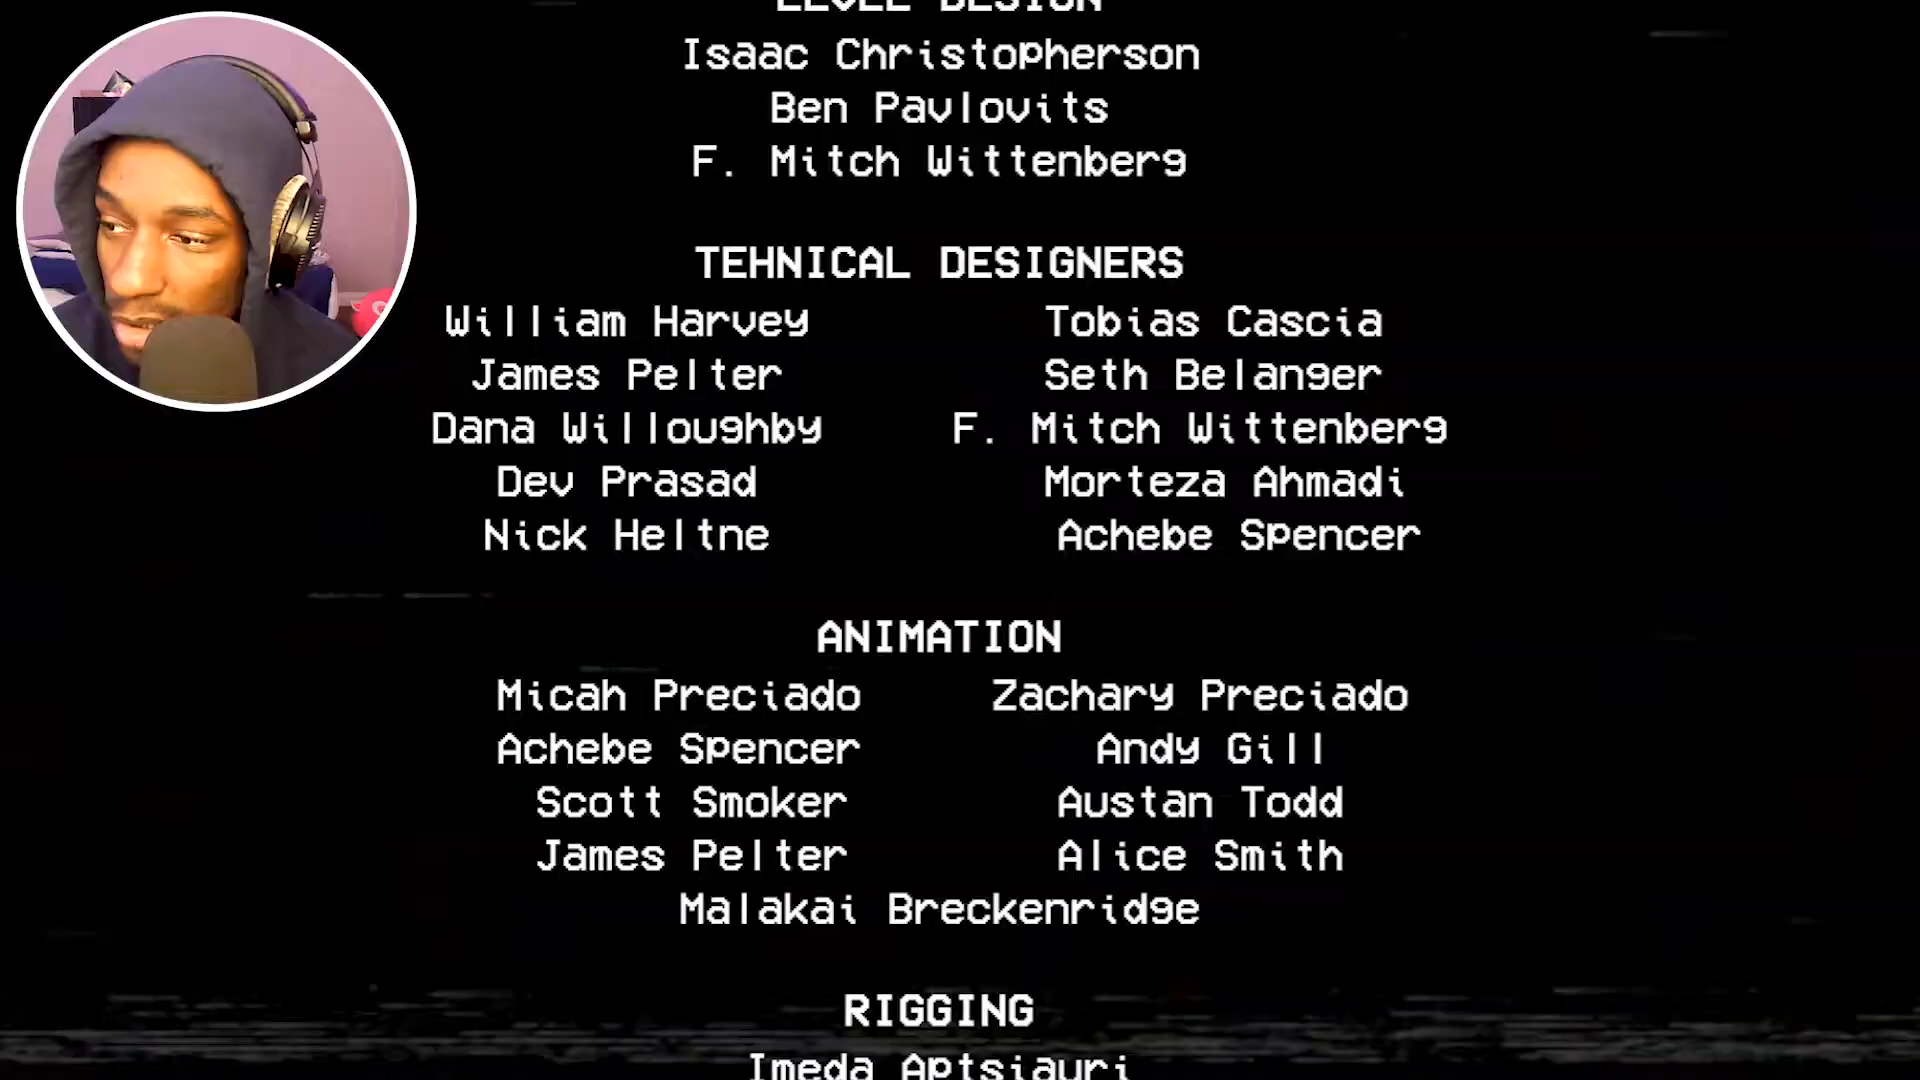 LEVEL DESIGN
Isaac Christopherson
Ben Pavlovits
F. Mitch Wittenberg
TEHNICAL DESIGNERS
William Harvey Tobias Cascia
James Pelter Seth Belanger
Dana Willoughby F. Mitch Wittenberg
Dev Prasad Morteza Ahmadi
Nick Heltne Achebe Spencer
ANIMATION
Micah Preciado Zachary Preciado
Achebe Spencer Andy Gill
Scott Smoker Austan Todd
James Pelter Alice Smith
Malakai Breckenridge
RIGGING
Imeda Aptsiauri